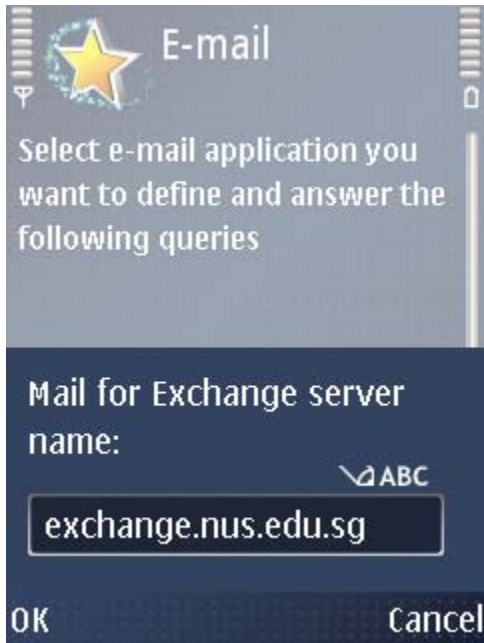 E-mail
Select e-mail application you
want to define and answer the
following queries
Mail for Exchange server
name:
ABC
exchange.nus.edu.sg
OK Cancel